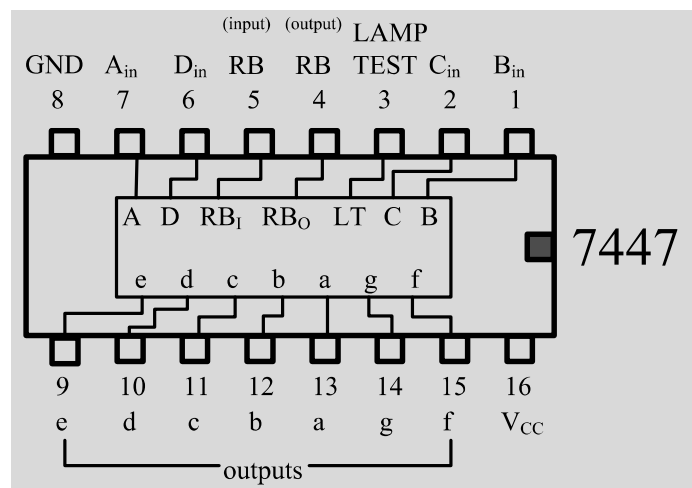 (input) (output) LAMP
GND A_in D_in RB RB TEST C_in B_in
8 7 6 5 4 3 2 1
A D RB_I RB_O LT C B
7447
e d c b a g f
9 10 11 12 13 14 15 16
e d c b a g f V_CC
outputs